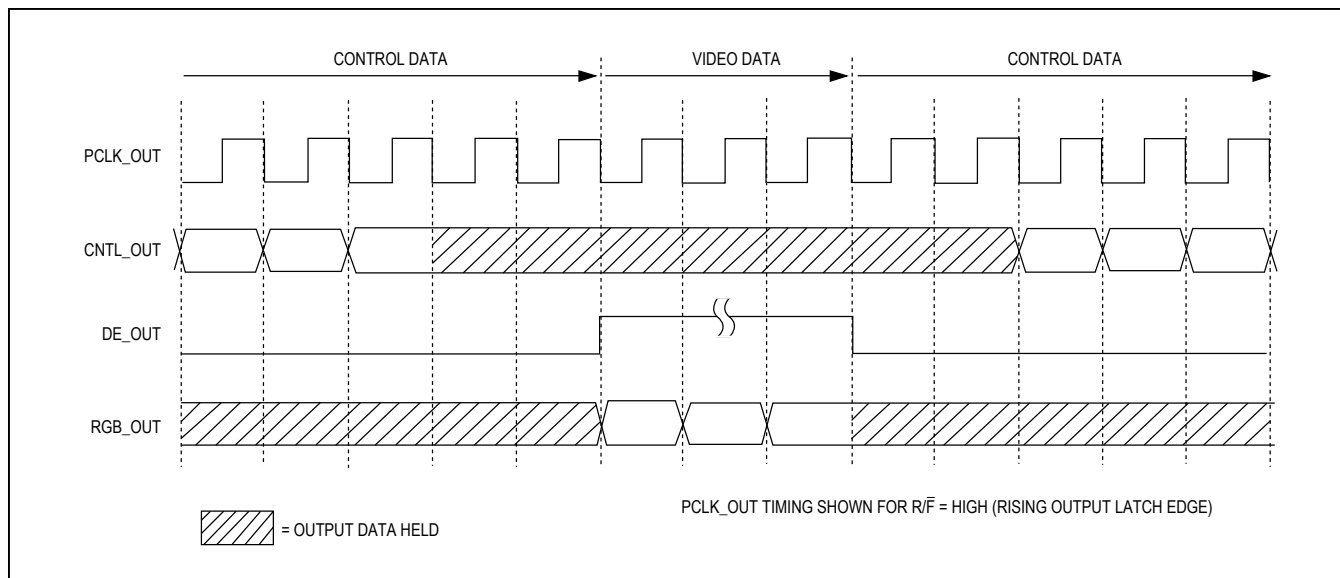 CONTROL DATA
VIDEO DATA
CONTROL DATA
PCLK_OUT
CNTL_OUT
DE_OUT
RGB_OUT
PCLK_OUT TIMING SHOWN FOR R/F̅ = HIGH (RISING OUTPUT LATCH EDGE)
= OUTPUT DATA HELD